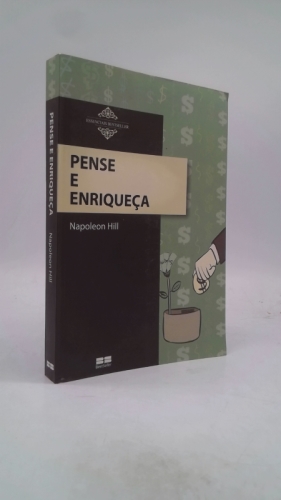 PENSE
E
ENRIQUEÇA
Napoleon Hill
PENSE E ENRIQUEÇA
Napoleon Hill